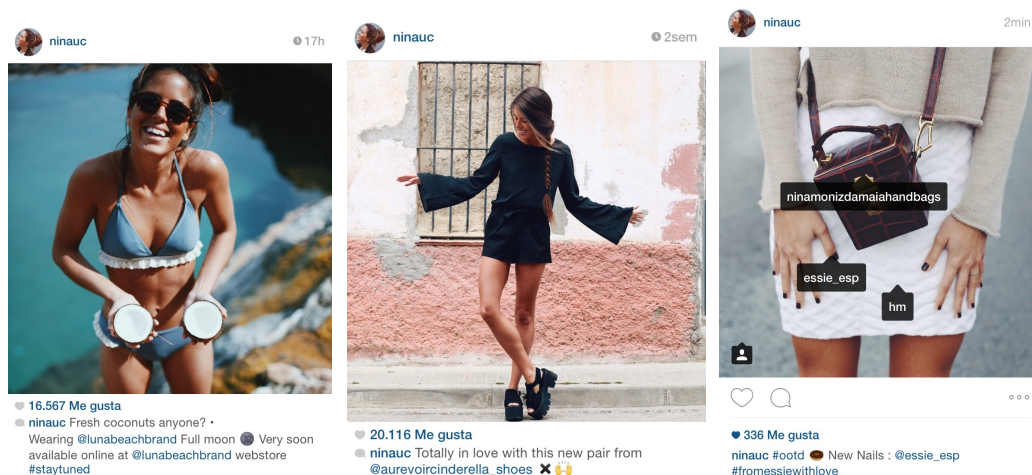 ninauc
17h
16.567 Me gusta
ninauc Fresh coconuts anyone? •
Wearing @lunabeachbrand Full moon 🌚 Very soon
available online at @lunabeachbrand webstore
#staytuned
ninauc
2sem
20.116 Me gusta
ninauc Totally in love with this new pair from
@aurevoircinderella_shoes ✖️🙌
ninauc
2min
ninamonizdamaiahandbags
essie_esp
hm
336 Me gusta
ninauc #ootd 🍩 New Nails : @essie_esp
#fromessiewithlove